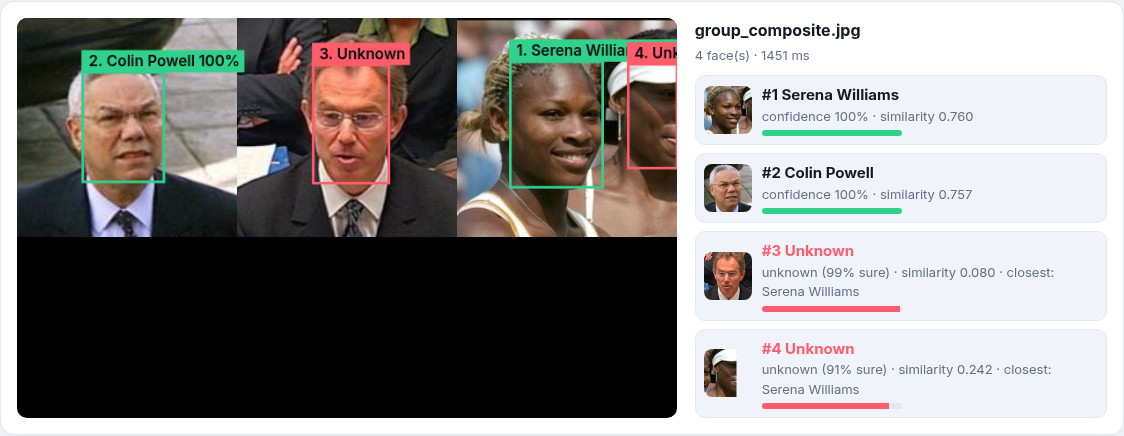 2. Colin Powell 100%
3. Unknown
1. Serena Williar
4. Unk
group_composite.jpg
4 face(s) · 1451 ms
#1 Serena Williams
confidence 100% · similarity 0.760
#2 Colin Powell
confidence 100% · similarity 0.757
#3 Unknown
unknown (99% sure) · similarity 0.080 · closest:
Serena Williams
#4 Unknown
unknown (91% sure) · similarity 0.242 · closest:
Serena Williams